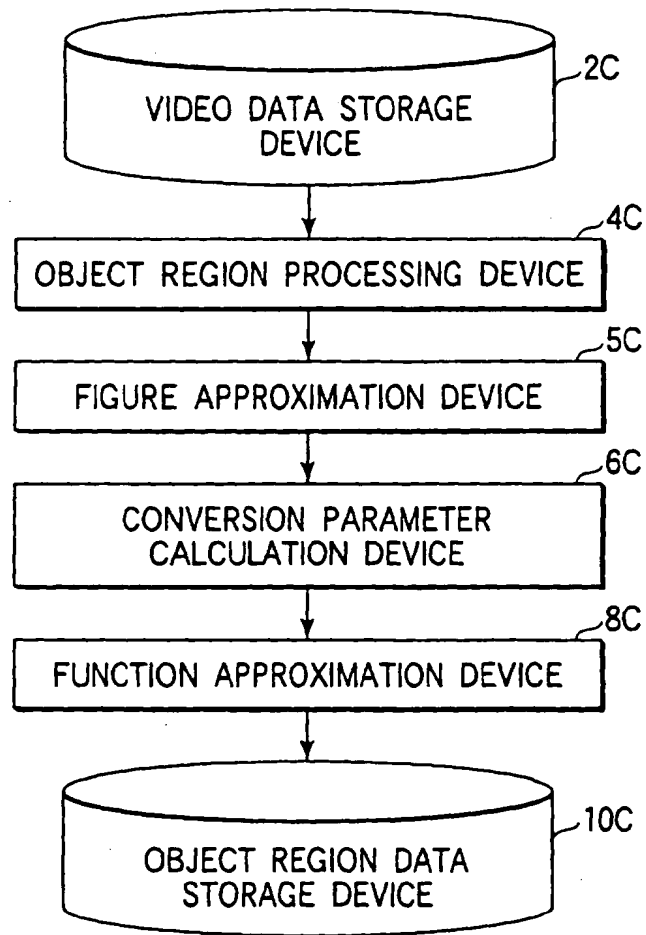 2C
VIDEO DATA STORAGE
DEVICE
4C
OBJECT REGION PROCESSING DEVICE
5C
FIGURE APPROXIMATION DEVICE
6C
CONVERSION PARAMETER
CALCULATION DEVICE
8C
FUNCTION APPROXIMATION DEVICE
10C
OBJECT REGION DATA
STORAGE DEVICE